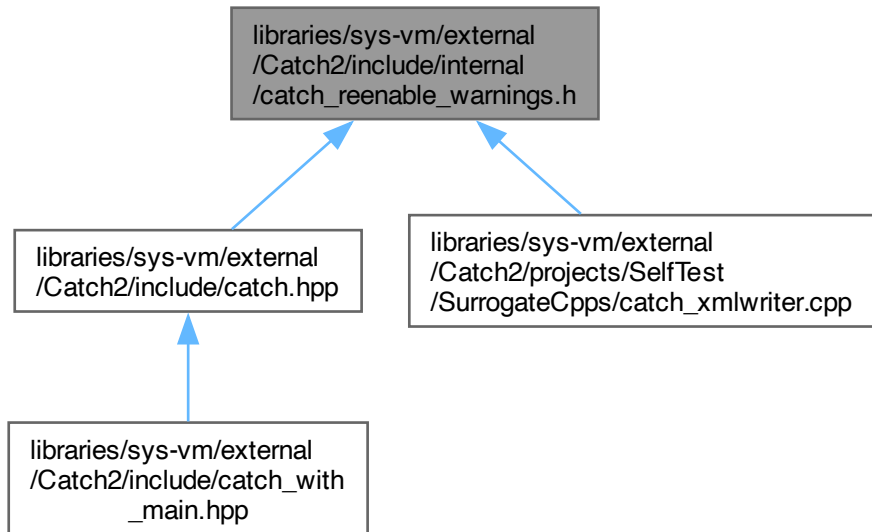 libraries/sys-vm/external
/Catch2/include/internal
/catch_reenable_warnings.h
libraries/sys-vm/external
/Catch2/include/catch.hpp
libraries/sys-vm/external
/Catch2/projects/SelfTest
/SurrogateCpps/catch_xmlwriter.cpp
libraries/sys-vm/external
/Catch2/include/catch_with
_main.hpp